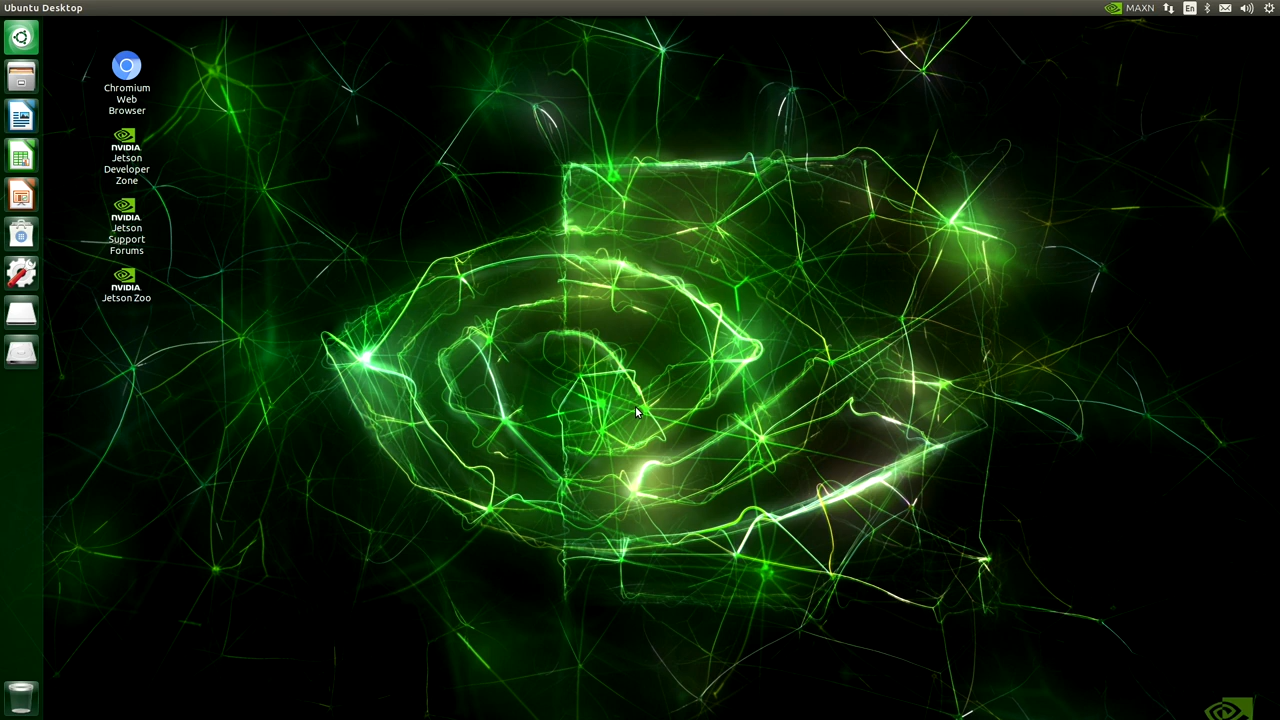 Ubuntu Desktop
MAXN
En
Chromium
Web
Browser
NVIDIA
Jetson
Developer
Zone
NVIDIA
Jetson
Support
Forums
NVIDIA
Jetson Zoo